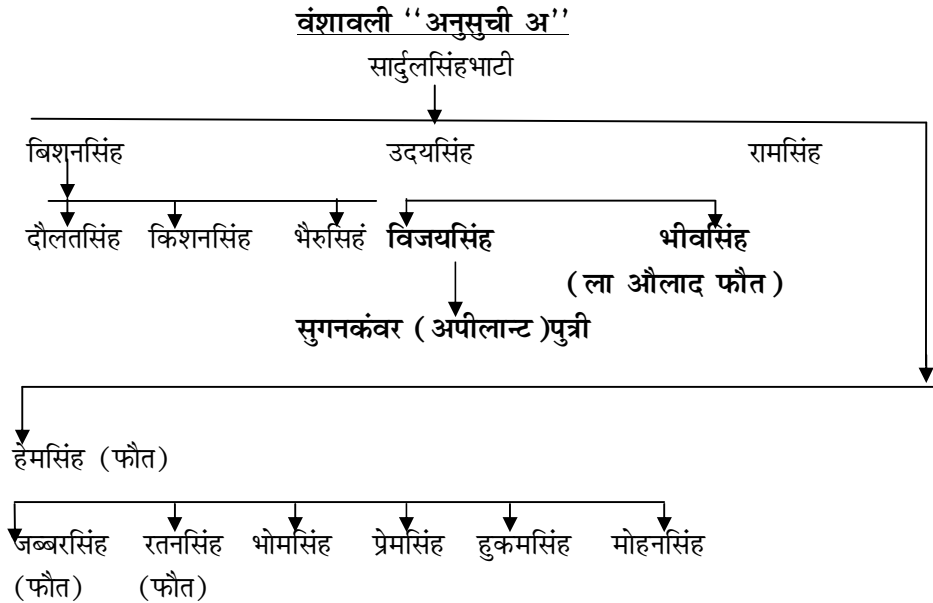 वंशावली ‘‘अनुसुची अ’’
सार्दुलसिंहभाटी
बिशनसिंह उदयसिंह रामसिंह
दौलतसिंह किशनसिंह भैरुसिहं विजयसिंह भीवसिंह
(ला औलाद फौत)
सुगनकंवर (अपीलान्ट)पुत्री
हेमसिंह (फौत)
जब्बरसिंह रतनसिंह भोमसिंह प्रेमसिंह हुकमसिंह मोहनसिंह
(फौत) (फौत)